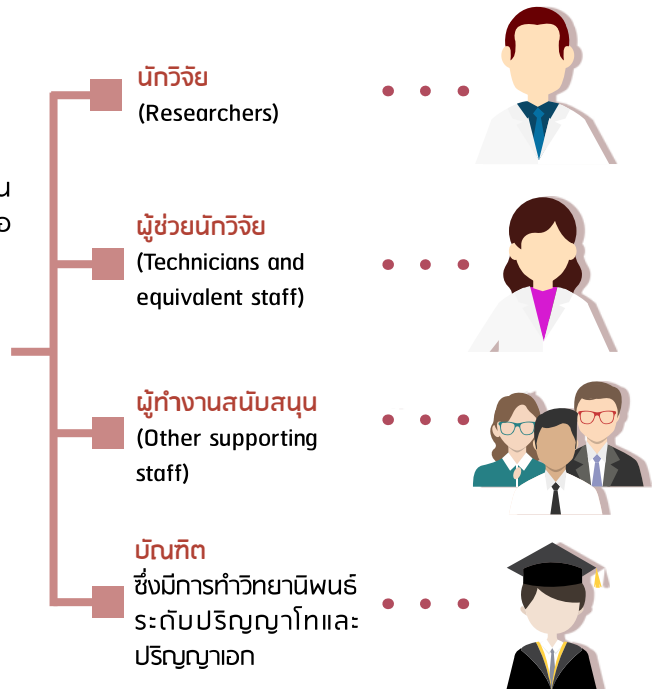 นักวิจัย
(Researchers)
น
อ
ผู้ช่วยนักวิจัย
(Technicians and
equivalent staff)
ผู้ทำงานสนับสนุน
(Other supporting
staff)
บัณฑิต
ซึ่งมีการทำวิทยานิพนธ์
ระดับปริญญาโทและ
ปริญญาเอก